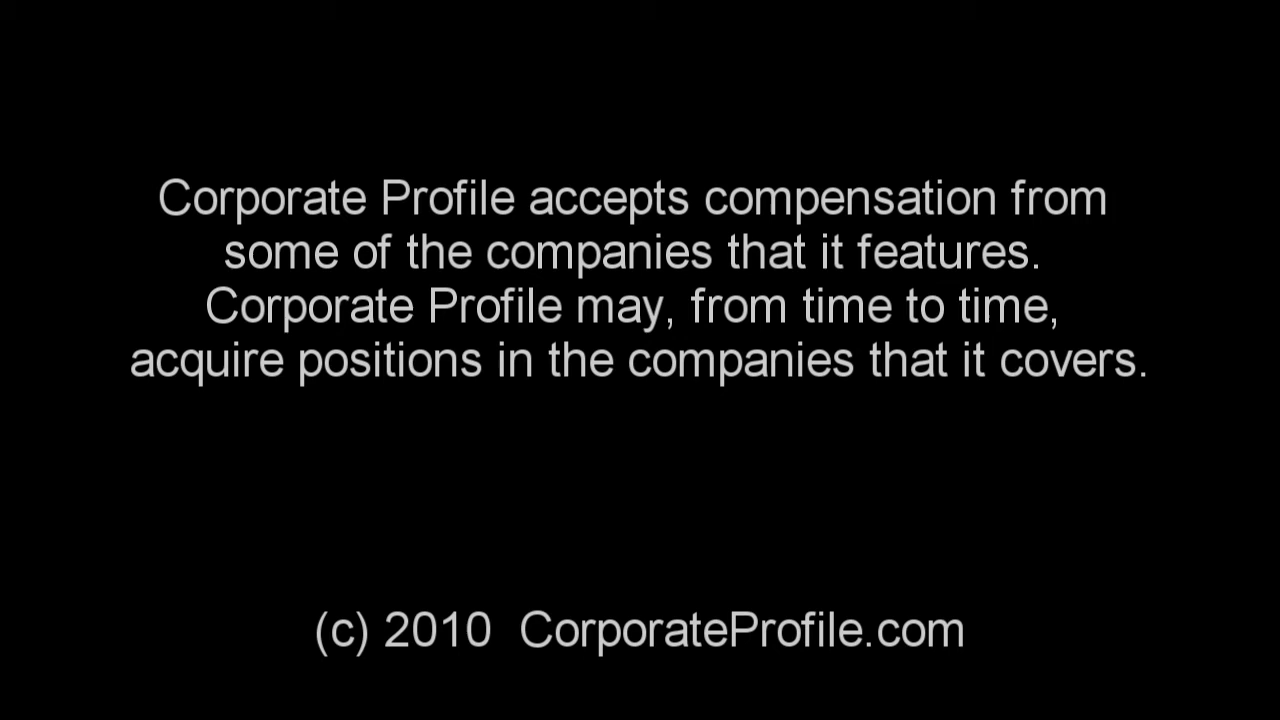 Corporate Profile accepts compensation from
some of the companies that it features.
Corporate Profile may, from time to time,
acquire positions in the companies that it covers.
(c) 2010  CorporateProfile.com